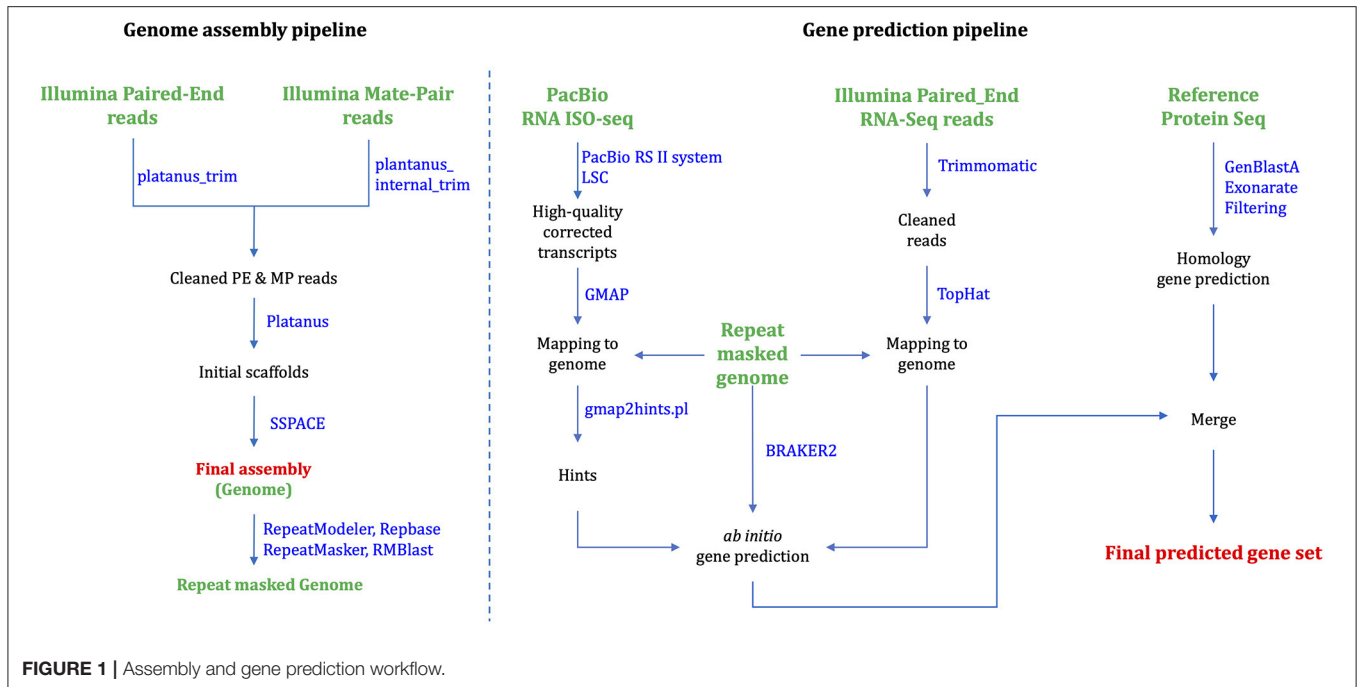 Genome assembly pipeline
Illumina Paired-End
reads
Illumina Mate-Pair
reads
platanus_trim
plantanus_
internal_trim
Cleaned PE & MP reads
Platanus
Initial scaffolds
SSPACE
Final assembly
(Genome)
RepeatModeler, Repbase
RepeatMasker, RMBlast
Repeat masked Genome
Gene prediction pipeline
PacBio
RNA ISO-seq
PacBio RS II system
LSC
High-quality
corrected
transcripts
GMAP
Mapping to
genome
gmap2hints.pl
Hints
Repeat
masked
genome
BRAKER2
ab initio
gene prediction
Illumina Paired_End
RNA-Seq reads
Trimmomatic
Cleaned
reads
TopHat
Mapping to
genome
Reference
Protein Seq
GenBlastA
Exonarate
Filtering
Homology
gene prediction
Merge
Final predicted gene set
FIGURE 1 | Assembly and gene prediction workflow.